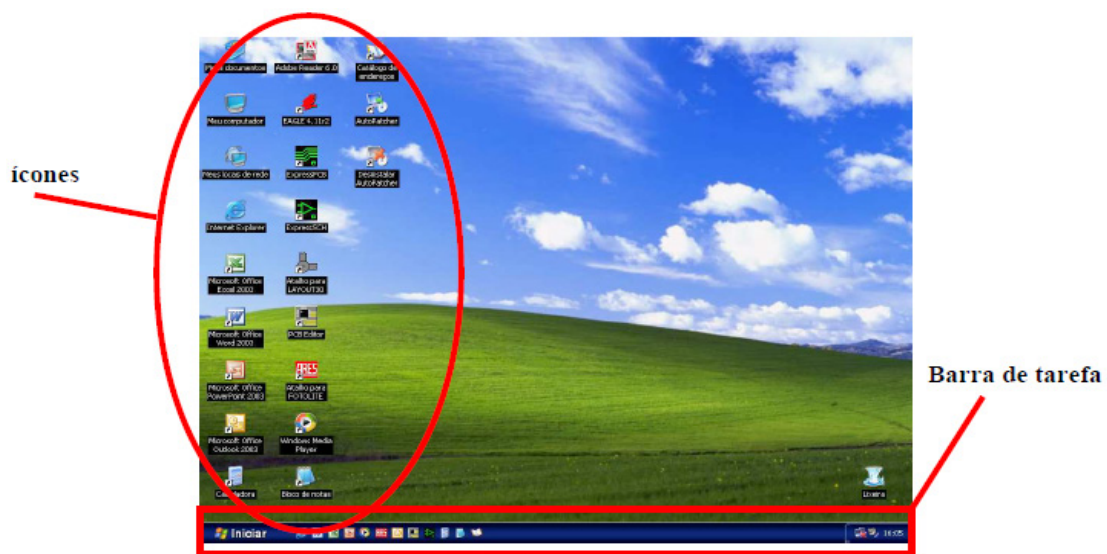 Meus documentos
Adobe Reader 6.0
Catálogo de
endereços
Meu computador
EAGLE 4.11r2
AutoPatcher
Meus locais de rede
ExpressPCB
Desinstalar
AutoPatcher
Internet Explorer
ExpressSCH
ícones
Microsoft Office
Excel 2003
Atalho para
LAYOUT30
Microsoft Office
Word 2003
PCB Editor
Microsoft Office
PowerPoint 2003
ARES
Atalho para
FOTOLITE
Barra de tarefa
Microsoft Office
Outlook 2003
Windows Media
Player
Calculadora
Bloco de notas
Lixeira
Iniciar
16:05